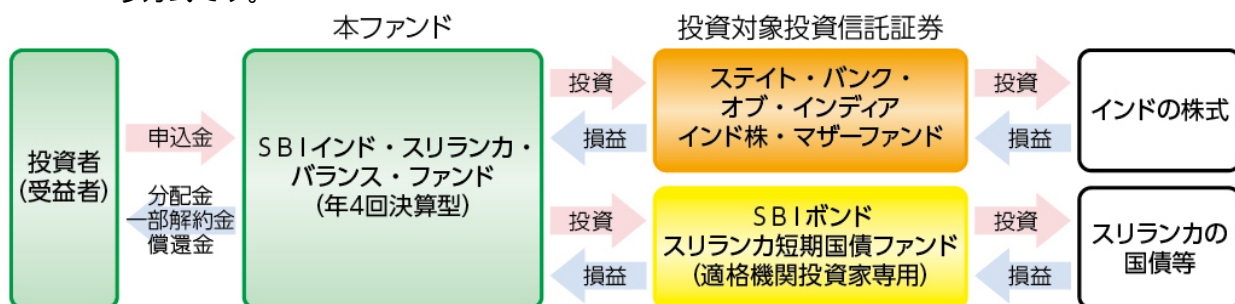 本ファンド
投資対象投資信託証券
投資者
(受益者)
申込金
分配金
一部解約金
償還金
SBIインド・スリランカ・
バランス・ファンド
(年4回決算型)
投資
損益
ステイト・バンク・
オブ・インディア
インド株・マザーファンド
投資
損益
インドの株式
投資
損益
SBIボンド
スリランカ短期国債ファンド
(適格機関投資家専用)
投資
損益
スリランカの
国債等